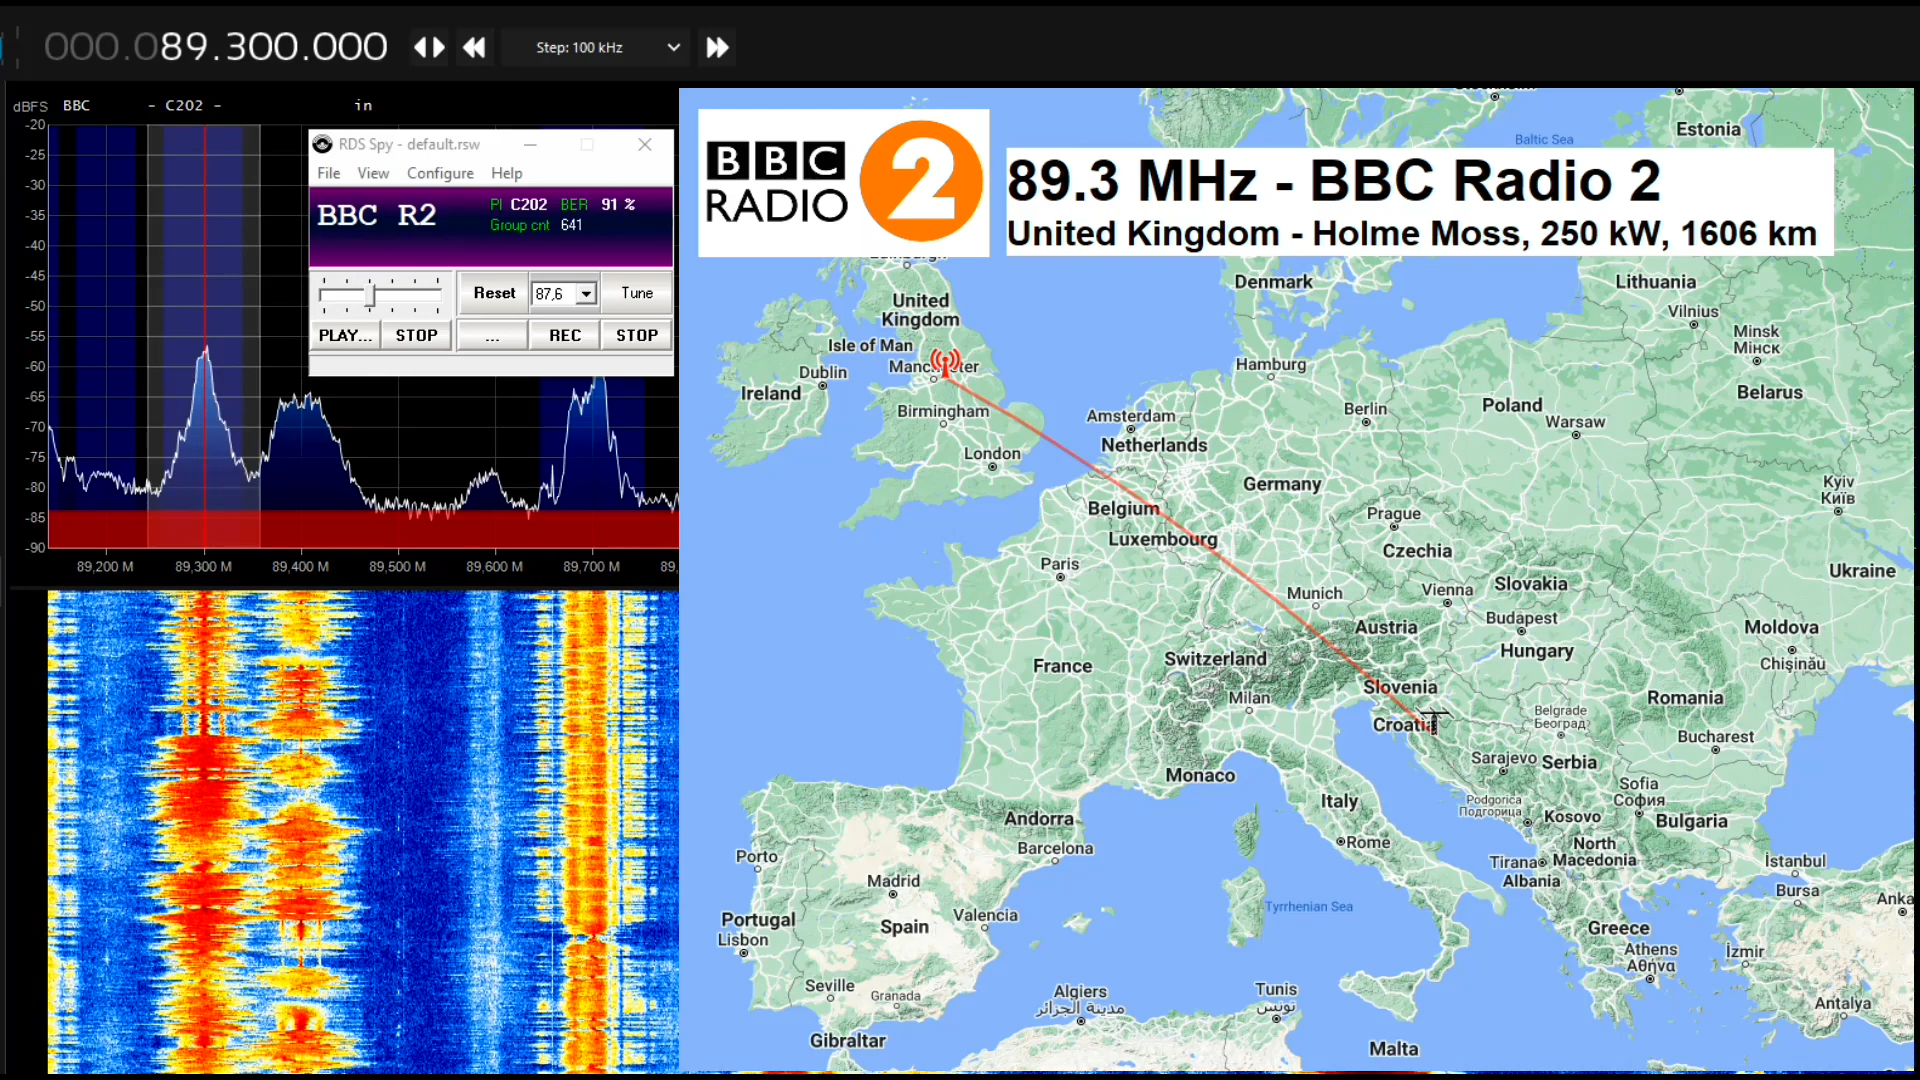 000.089.300.000
Step: 100 kHz
dBFS BBC - C202 - in
-20
-25
-30
-35
-40
-45
-50
-55
-60
-65
-70
-75
-80
-85
-90
89,200 M 89,300 M 89,400 M 89,500 M 89,600 M 89,700 M 89,
RDS Spy - default.rsw
File View Configure Help
BBC R2
PI C202 BER 91 %
Group cnt 641
Reset 87,6 Tune
PLAY... STOP ... REC STOP
BBC
RADIO
2
89.3 MHz - BBC Radio 2
United Kingdom - Holme Moss, 250 kW, 1606 km
Baltic Sea
Estonia
Denmark
Lithuania
United
Kingdom
Vilnius
Minsk
Мінск
Isle of Man
Dublin
Hamburg
Ireland
Belarus
Birmingham
Amsterdam
Berlin
Poland
Warsaw
Netherlands
London
Germany
Kyiv
Київ
Belgium
Prague
Luxembourg
Czechia
Paris
Ukraine
Munich
Vienna
Slovakia
Budapest
Austria
Moldova
Hungary
Switzerland
France
Chișinău
Slovenia
Milan
Romania
Belgrade
Београд
Croatia
Bucharest
Sarajevo
Serbia
Monaco
Sofia
София
Italy
Podgorica
Подгорица
Kosovo
Bulgaria
Andorra
Rome
Barcelona
North
Macedonia
Porto
Tirana
İstanbul
Albania
Madrid
Bursa
Anka
Tyrrhenian Sea
Valencia
Portugal
Spain
Greece
Lisbon
Athens
Αθήνα
İzmir
Seville
Granada
Algiers
مدينة الجزائر
Tunis
تونس
Antalya
Gibraltar
Malta